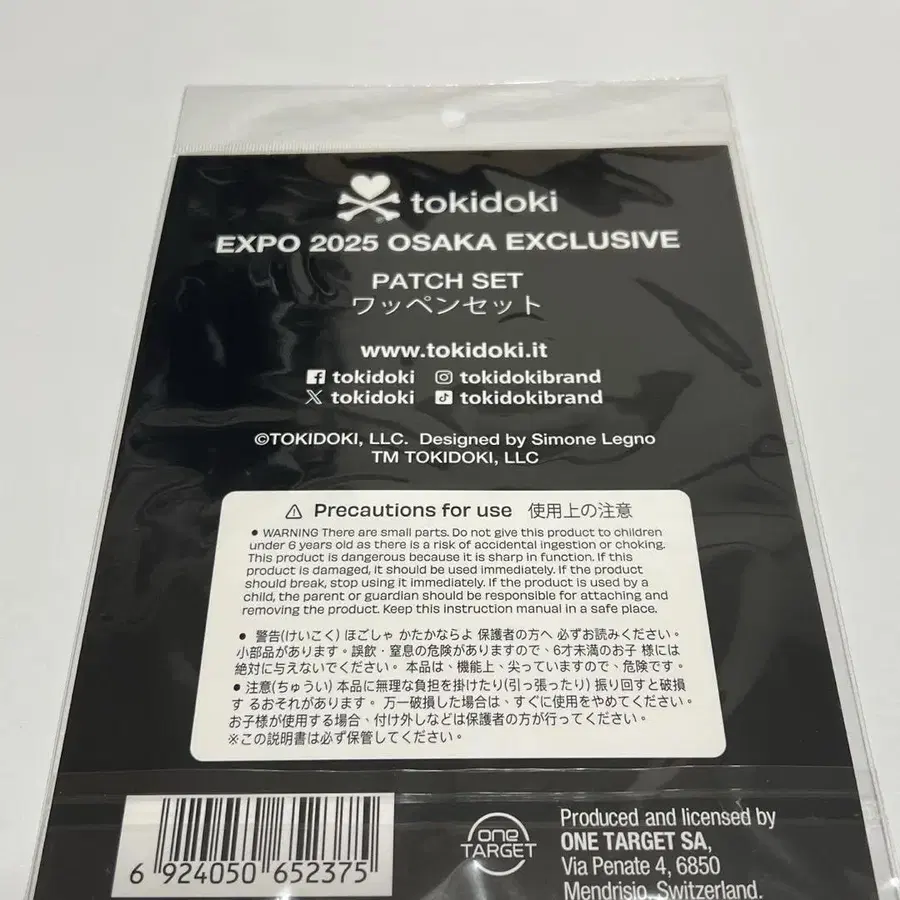 tokidoki
EXPO 2025 OSAKA EXCLUSIVE
PATCH SET
ワッペンセット
www.tokidoki.it
tokidoki tokidokibrand
tokidoki tokidokibrand
©TOKIDOKI, LLC. Designed by Simone Legno
TM TOKIDOKI, LLC
⚠ Precautions for use 使用上の注意
● WARNING There are small parts. Do not give this product to children
under 6 years old as there is a risk of accidental ingestion or choking.
This product is dangerous because it is sharp in function. If this
product is damaged, it should be used immediately. If the product
should break, stop using it immediately. If the product is used by a
child, the parent or guardian should be responsible for attaching and
removing the product. Keep this instruction manual in a safe place.
● 警告(けいこく) ほごしゃ かたかならよ 保護者の方へ 必ずお読みください。
小部品があります。誤飲・窒息の危険がありますので、6才未満のお子 様には
絶対に与えないでください。 本品は、機能上、尖っていますので、危険です。
● 注意(ちゅうい) 本品に無理な負担を掛けたり(引っ張ったり) 振り回すと破損
す るおそれがあります。 万一破損した場合は、すぐに使用をやめてください。
お子様が使用する場合、付け外しなどは保護者の方が行ってください。
※この説明書は必ず保管してください。
6 924050 652375
one
TARGET
Produced and licensed by
ONE TARGET SA,
Via Penate 4, 6850
Mendrisio, Switzerland.